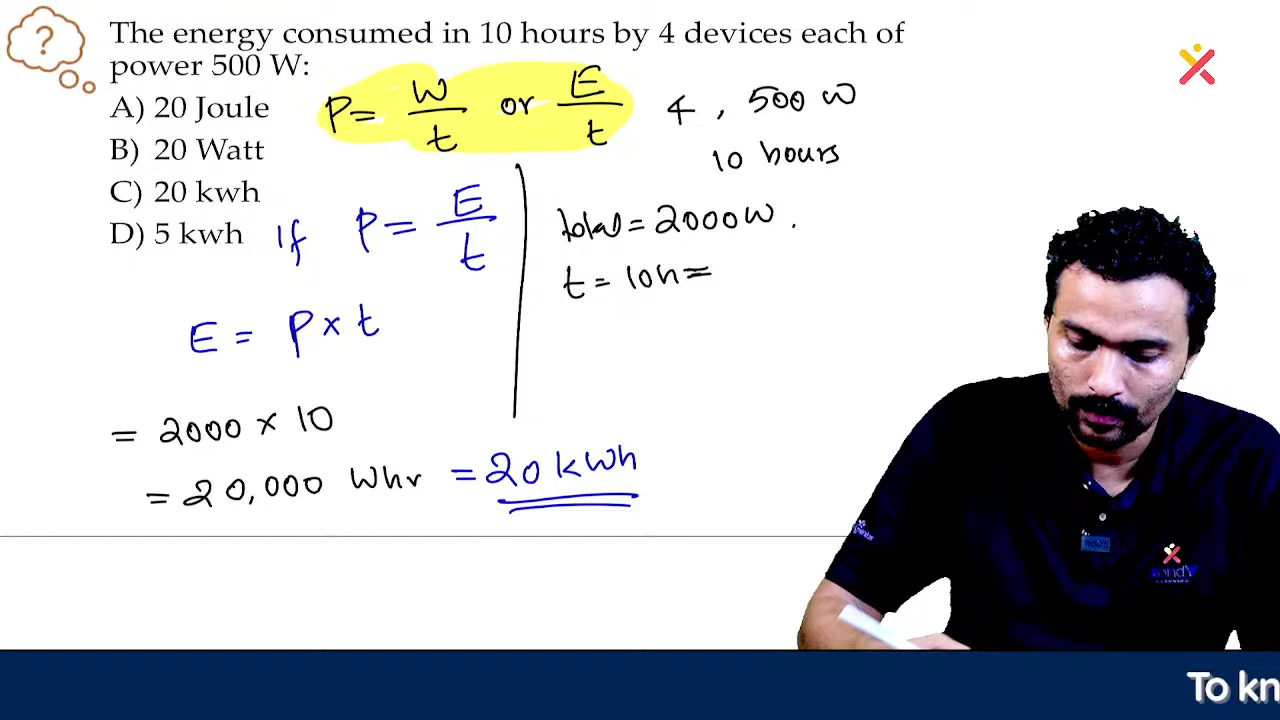 ?
The energy consumed in 10 hours by 4 devices each of
power 500 W:
A) 20 Joule
B) 20 Watt
C) 20 kwh
D) 5 kwh
P = W/t or E/t
4 , 500 W
10 hours
If P = E/t
E = P × t
= 2000 × 10
= 20,000 Whr = 20 kWh
total = 2000 W .
t = 10h =
To kn